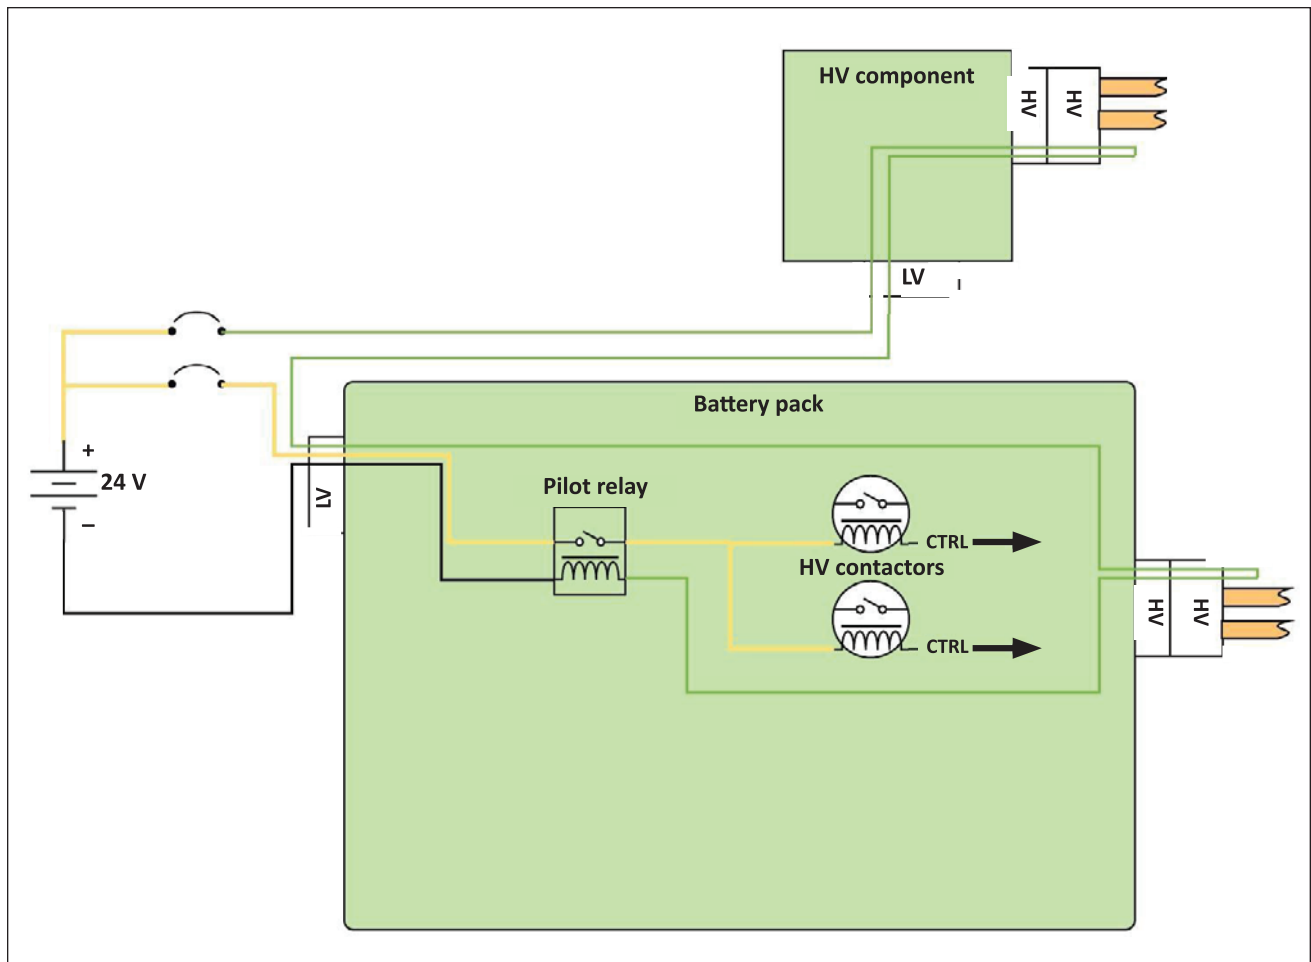 HV component
HV
HV
LV
Battery pack
+
24 V
–
LV
Pilot relay
CTRL
HV contactors
CTRL
HV
HV